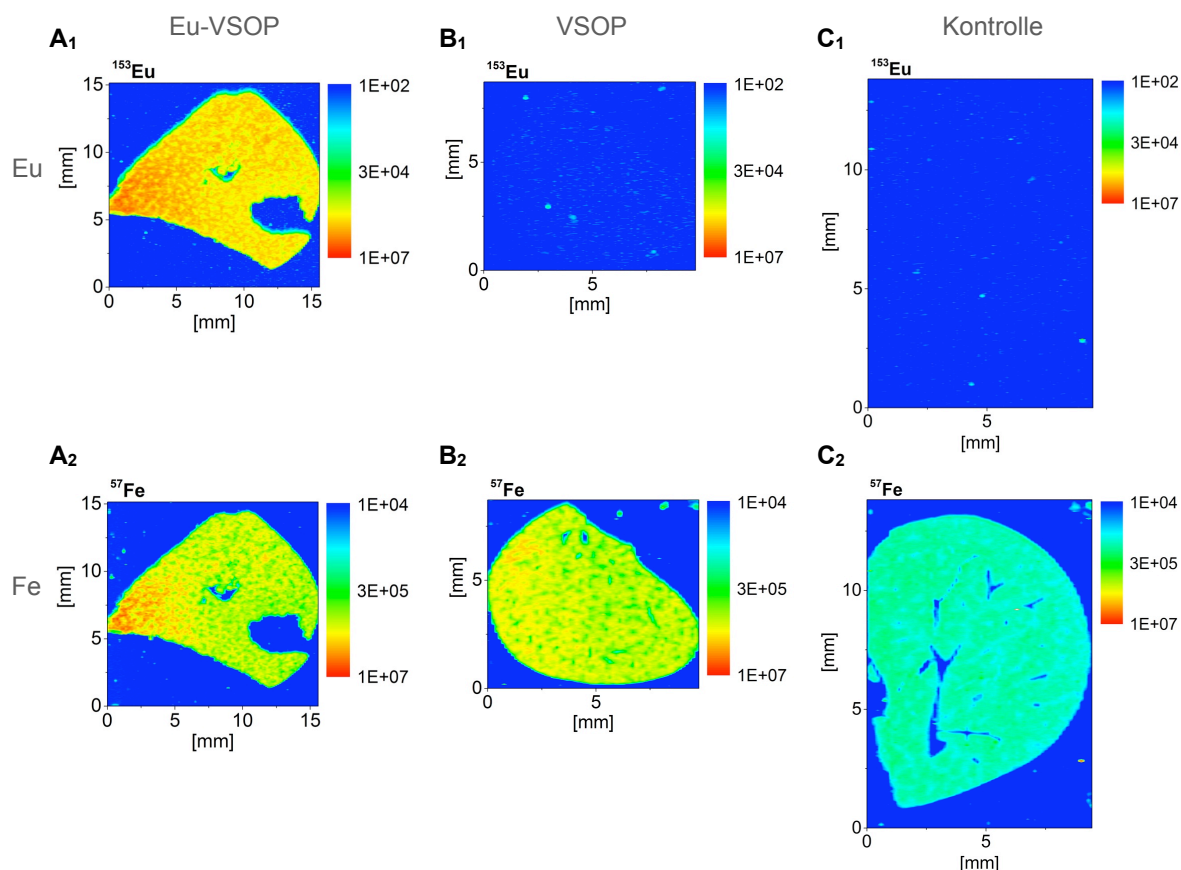 Eu-VSOP
VSOP
Kontrolle
A1
B1
C1
Eu
153Eu
15
10
5
0
0 5 10 15
[mm]
[mm]
1E+02
3E+04
1E+07
153Eu
5
0
0 5
[mm]
[mm]
1E+02
3E+04
1E+07
153Eu
10
5
0
0 5
[mm]
[mm]
1E+02
3E+04
1E+07
A2
B2
C2
Fe
57Fe
15
10
5
0
0 5 10 15
[mm]
[mm]
1E+04
3E+05
1E+07
57Fe
5
0
0 5
[mm]
[mm]
1E+04
3E+05
1E+07
57Fe
10
5
0
0 5
[mm]
[mm]
1E+04
3E+05
1E+07